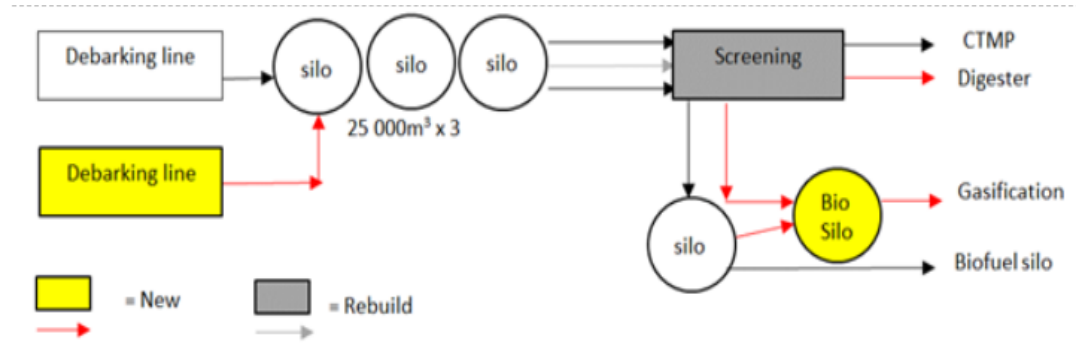 Debarking line
silo
silo
silo
Screening
CTMP
Digester
25 000m³ x 3
Debarking line
Bio
Silo
Gasification
silo
Biofuel silo
= New
= Rebuild